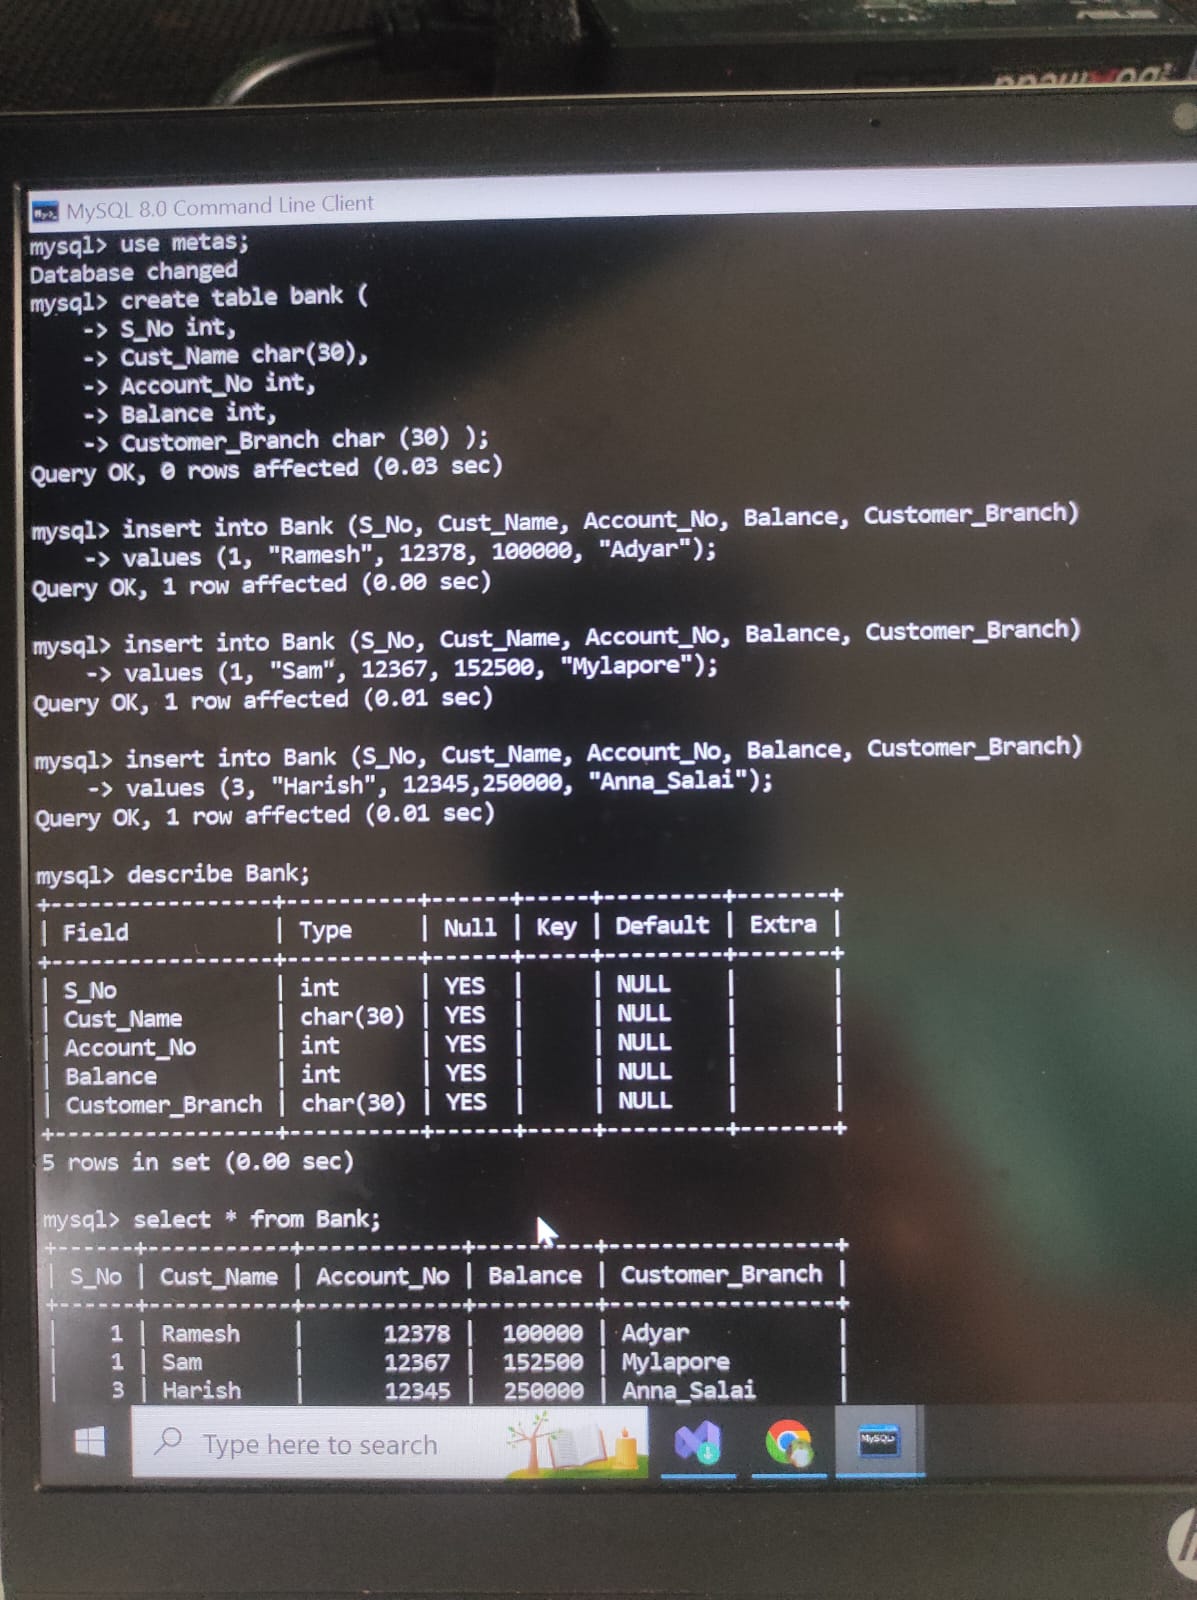 MySQL 8.0 Command Line Client
mysql> use metas;
Database changed
mysql> create table bank (
    -> S_No int,
    -> Cust_Name char(30),
    -> Account_No int,
    -> Balance int,
    -> Customer_Branch char (30) );
Query OK, 0 rows affected (0.03 sec)

mysql> insert into Bank (S_No, Cust_Name, Account_No, Balance, Customer_Branch)
    -> values (1, "Ramesh", 12378, 100000, "Adyar");
Query OK, 1 row affected (0.00 sec)

mysql> insert into Bank (S_No, Cust_Name, Account_No, Balance, Customer_Branch)
    -> values (1, "Sam", 12367, 152500, "Mylapore");
Query OK, 1 row affected (0.01 sec)

mysql> insert into Bank (S_No, Cust_Name, Account_No, Balance, Customer_Branch)
    -> values (3, "Harish", 12345,250000, "Anna_Salai");
Query OK, 1 row affected (0.01 sec)

mysql> describe Bank;
+-----------------+----------+------+-----+---------+-------+
| Field           | Type     | Null | Key | Default | Extra |
+-----------------+----------+------+-----+---------+-------+
| S_No            | int      | YES  |     | NULL    |       |
| Cust_Name       | char(30) | YES  |     | NULL    |       |
| Account_No      | int      | YES  |     | NULL    |       |
| Balance         | int      | YES  |     | NULL    |       |
| Customer_Branch | char(30) | YES  |     | NULL    |       |
+-----------------+----------+------+-----+---------+-------+
5 rows in set (0.00 sec)

mysql> select * from Bank;
+------+-----------+------------+---------+-----------------+
| S_No | Cust_Name | Account_No | Balance | Customer_Branch |
+------+-----------+------------+---------+-----------------+
|    1 | Ramesh    |      12378 |  100000 | Adyar           |
|    1 | Sam       |      12367 |  152500 | Mylapore        |
|    3 | Harish    |      12345 |  250000 | Anna_Salai      |
Type here to search
MySQL
hp